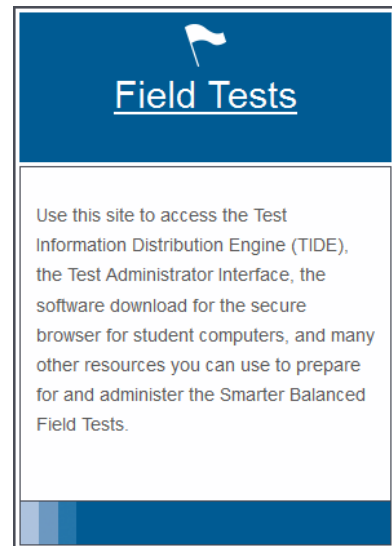 Field Tests
Use this site to access the Test
Information Distribution Engine (TIDE),
the Test Administrator Interface, the
software download for the secure
browser for student computers, and many
other resources you can use to prepare
for and administer the Smarter Balanced
Field Tests.